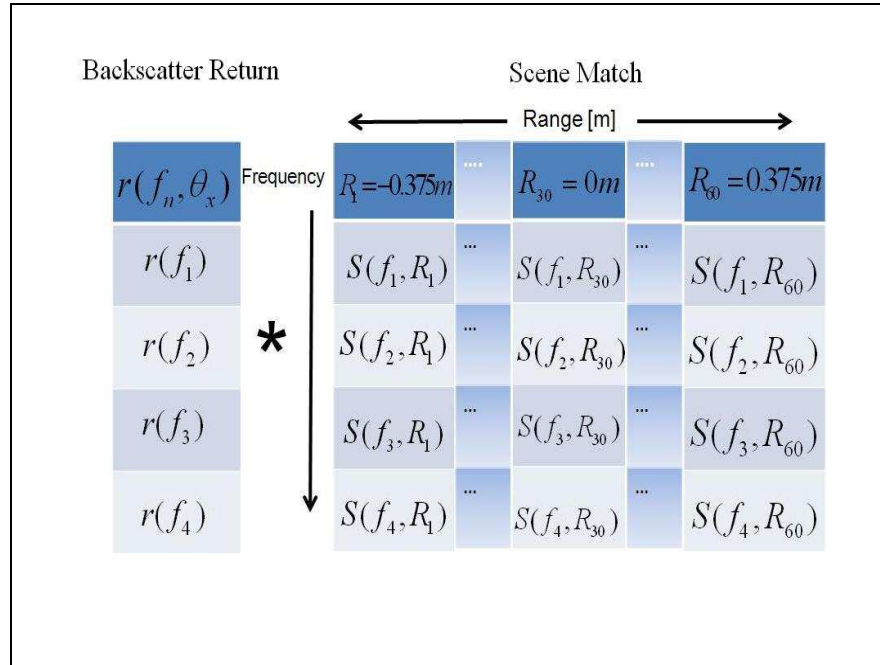 Backscatter Return Scene Match
Range [m]
r(f_n, θ_x) Frequency R_1 = −0.375m .... R_30 = 0m .... R_60 = 0.375m
r(f_1) S(f_1, R_1) ... S(f_1, R_30) ... S(f_1, R_60)
r(f_2) * S(f_2, R_1) ... S(f_2, R_30) ... S(f_2, R_60)
r(f_3) S(f_3, R_1) ... S(f_3, R_30) ... S(f_3, R_60)
r(f_4) S(f_4, R_1) ... S(f_4, R_30) ... S(f_4, R_60)